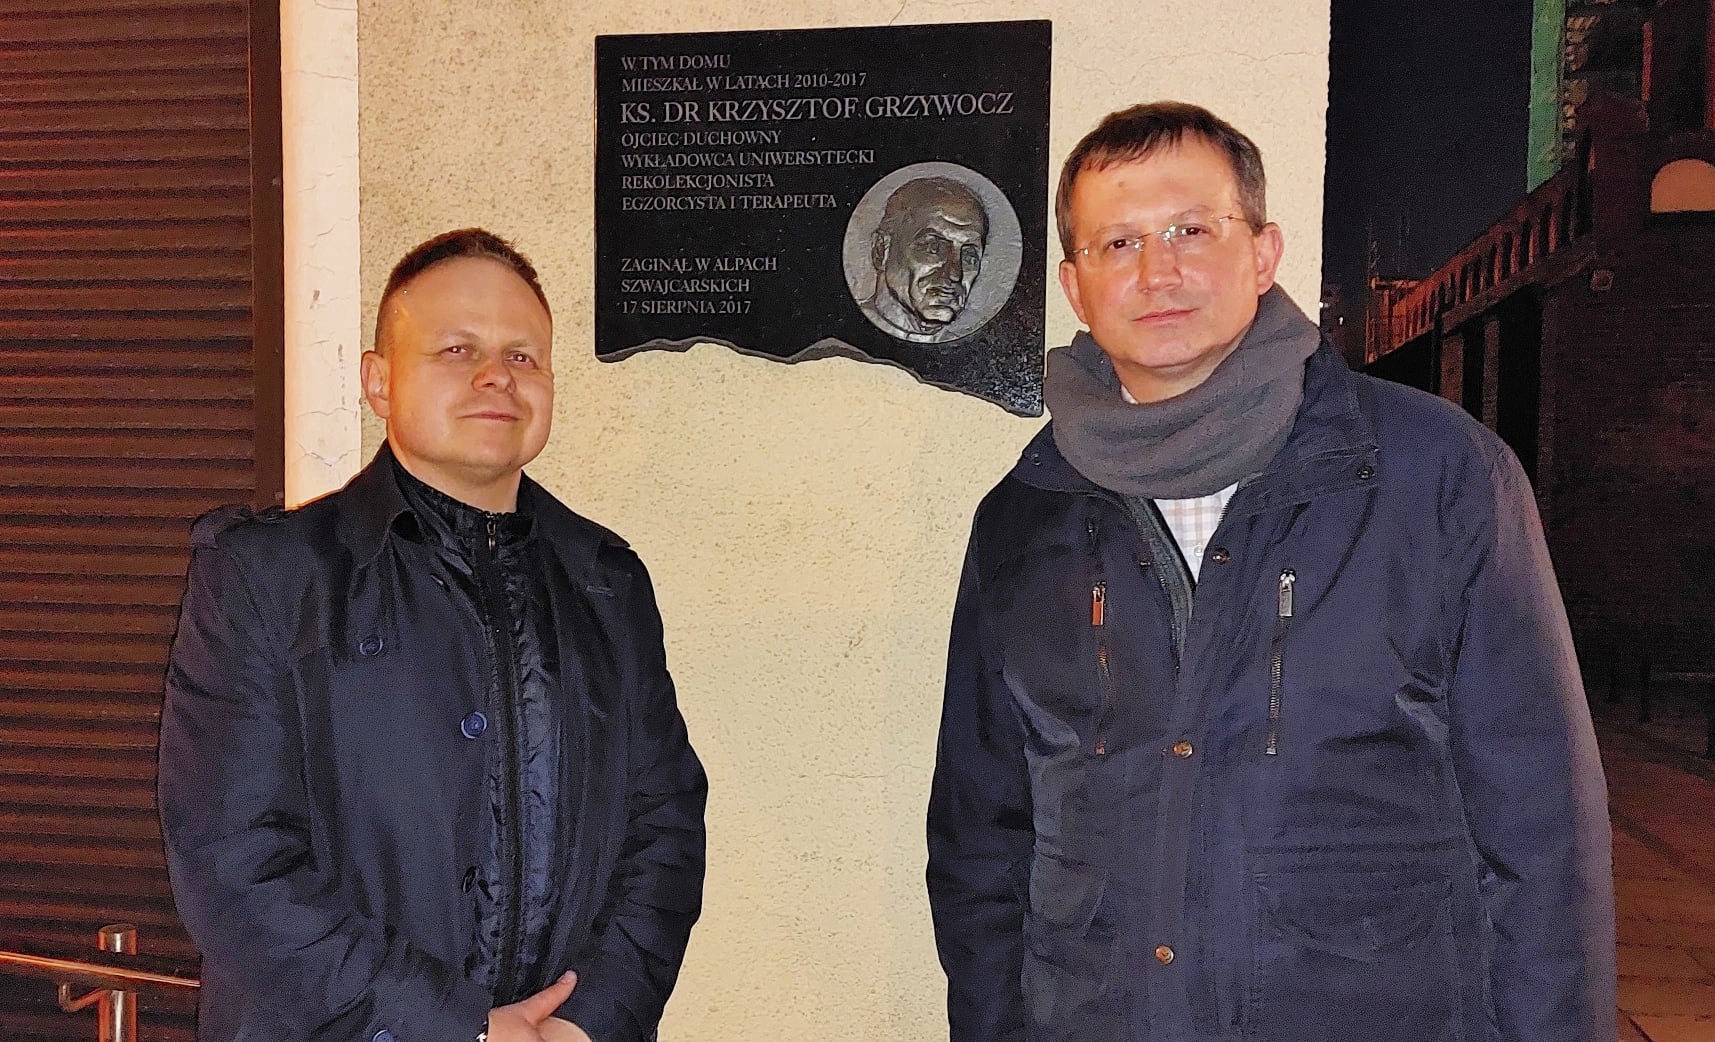 W TYM DOMU
MIESZKAŁ W LATACH 2010-2017
KS. DR KRZYSZTOF GRZYWOCZ
OJCIEC DUCHOWNY
WYKŁADOWCA UNIWERSYTECKI
REKOLEKCJONISTA
EGZORCYSTA I TERAPEUTA
ZAGINĄŁ W ALPACH
SZWAJCARSKICH
17 SIERPNIA 2017